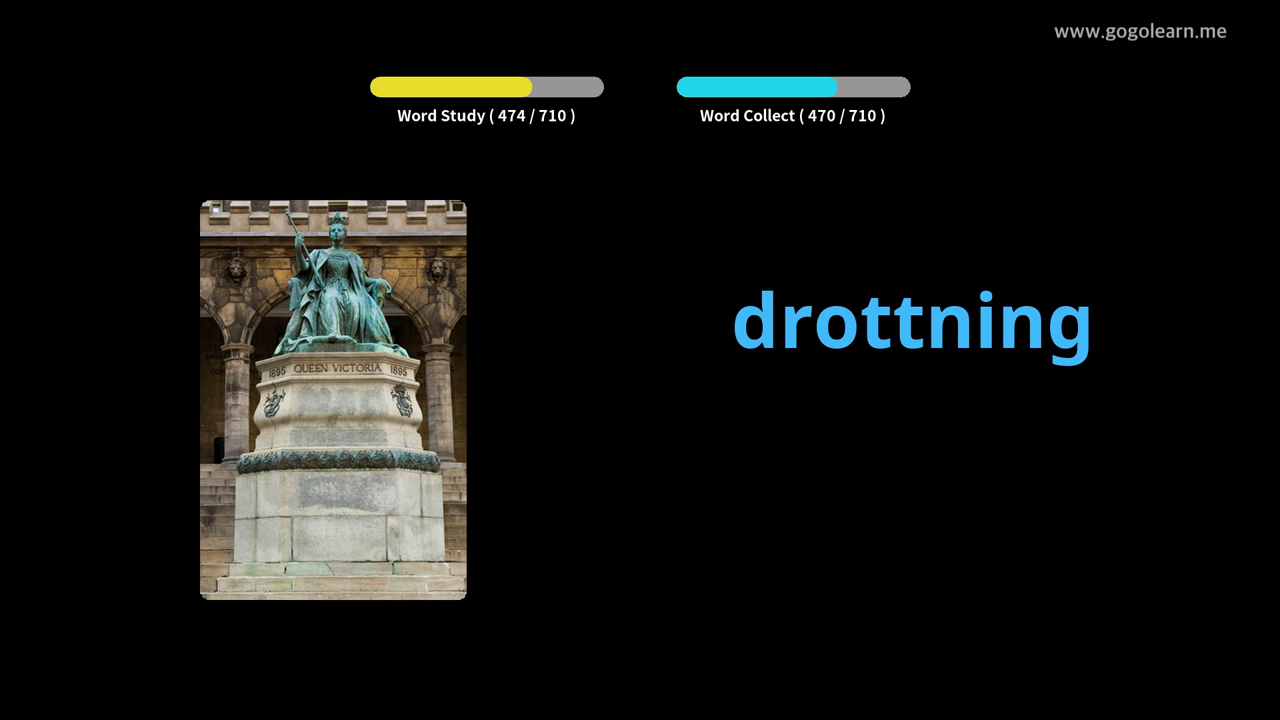 www.gogolearn.me
Word Study ( 474 / 710 )
Word Collect ( 470 / 710 )
drottning
1895 QUEEN VICTORIA 1895